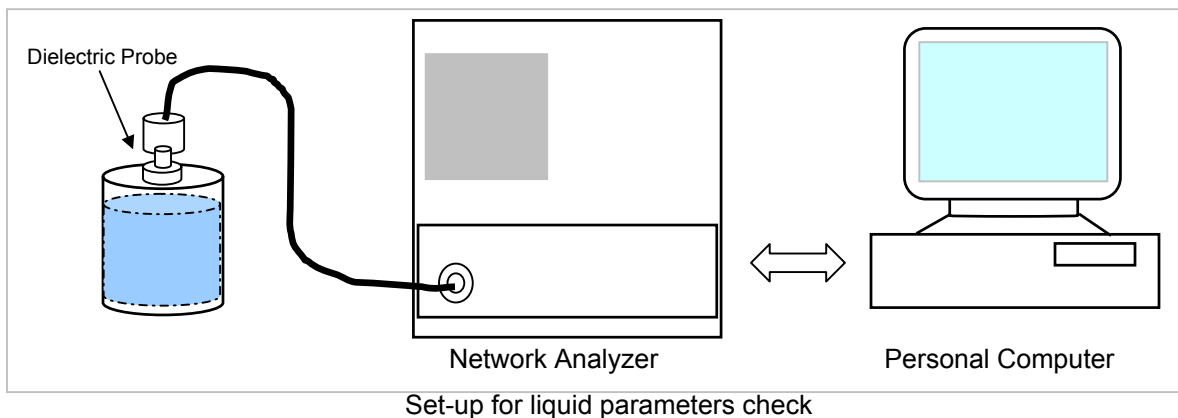 Dielectric Probe
Network Analyzer
Personal Computer
Set-up for liquid parameters check